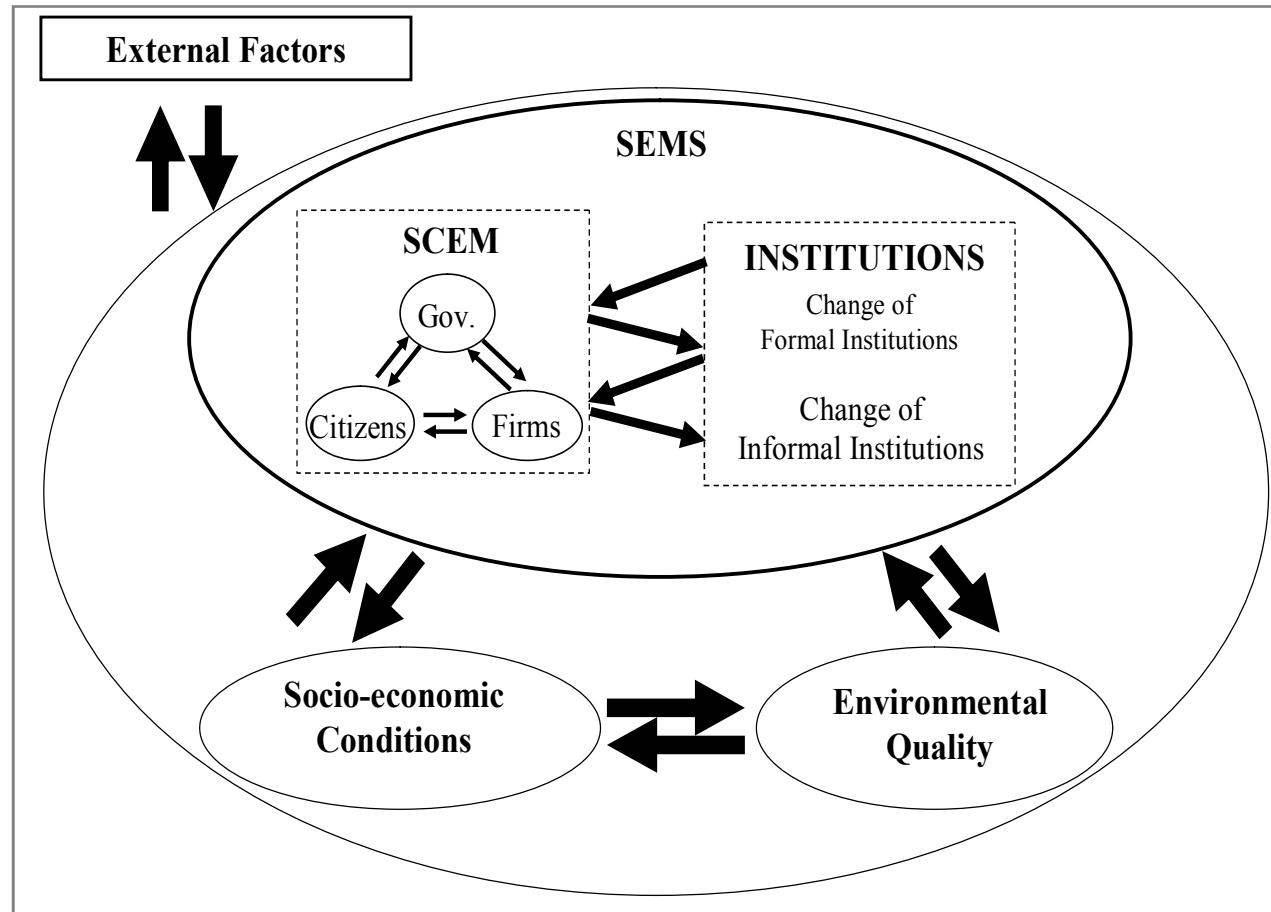 External Factors
SEMS
SCEM
Gov.
Citizens
Firms
INSTITUTIONS
Change of
Formal Institutions
Change of
Informal Institutions
Socio-economic
Conditions
Environmental
Quality